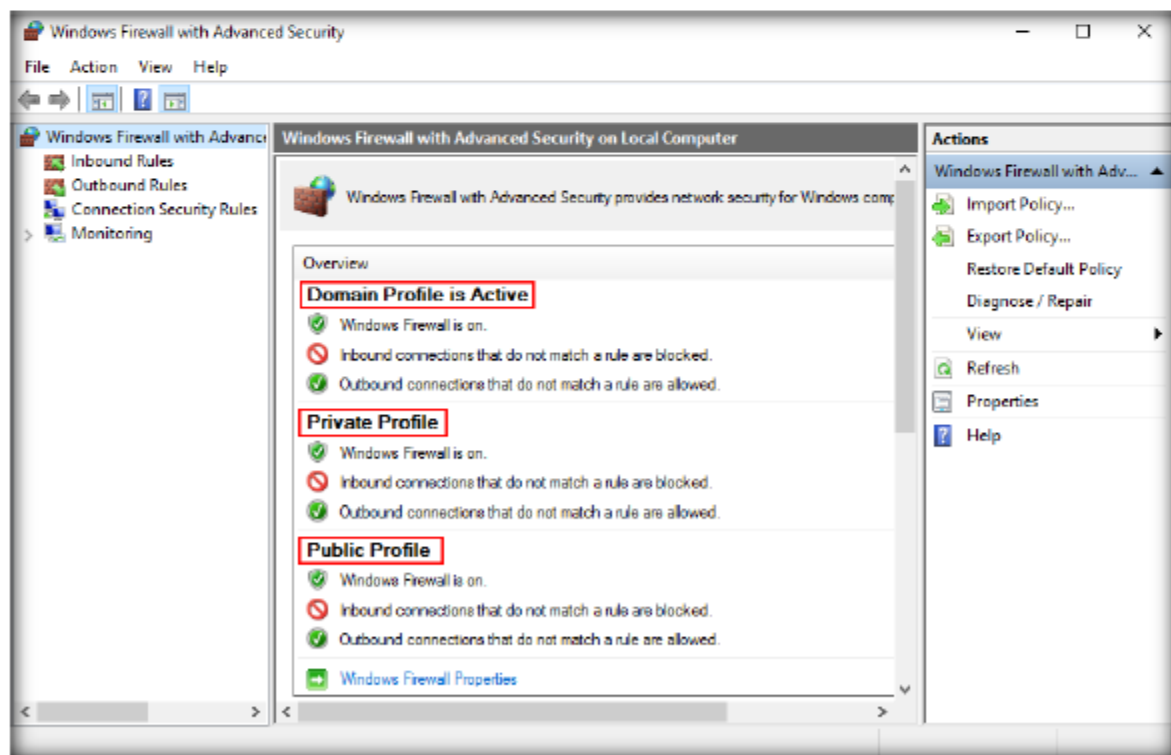 Windows Firewall with Advanced Security
File Action View Help
Windows Firewall with Advance
Inbound Rules
Outbound Rules
Connection Security Rules
Monitoring
Windows Firewall with Advanced Security on Local Computer
Windows Firewall with Advanced Security provides network security for Windows comp
Overview
Domain Profile is Active
Windows Firewall is on.
Inbound connections that do not match a rule are blocked.
Outbound connections that do not match a rule are allowed.
Private Profile
Windows Firewall is on.
Inbound connections that do not match a rule are blocked.
Outbound connections that do not match a rule are allowed.
Public Profile
Windows Firewall is on.
Inbound connections that do not match a rule are blocked.
Outbound connections that do not match a rule are allowed.
Windows Firewall Properties
Actions
Windows Firewall with Adv...
Import Policy...
Export Policy...
Restore Default Policy
Diagnose / Repair
View
Refresh
Properties
Help